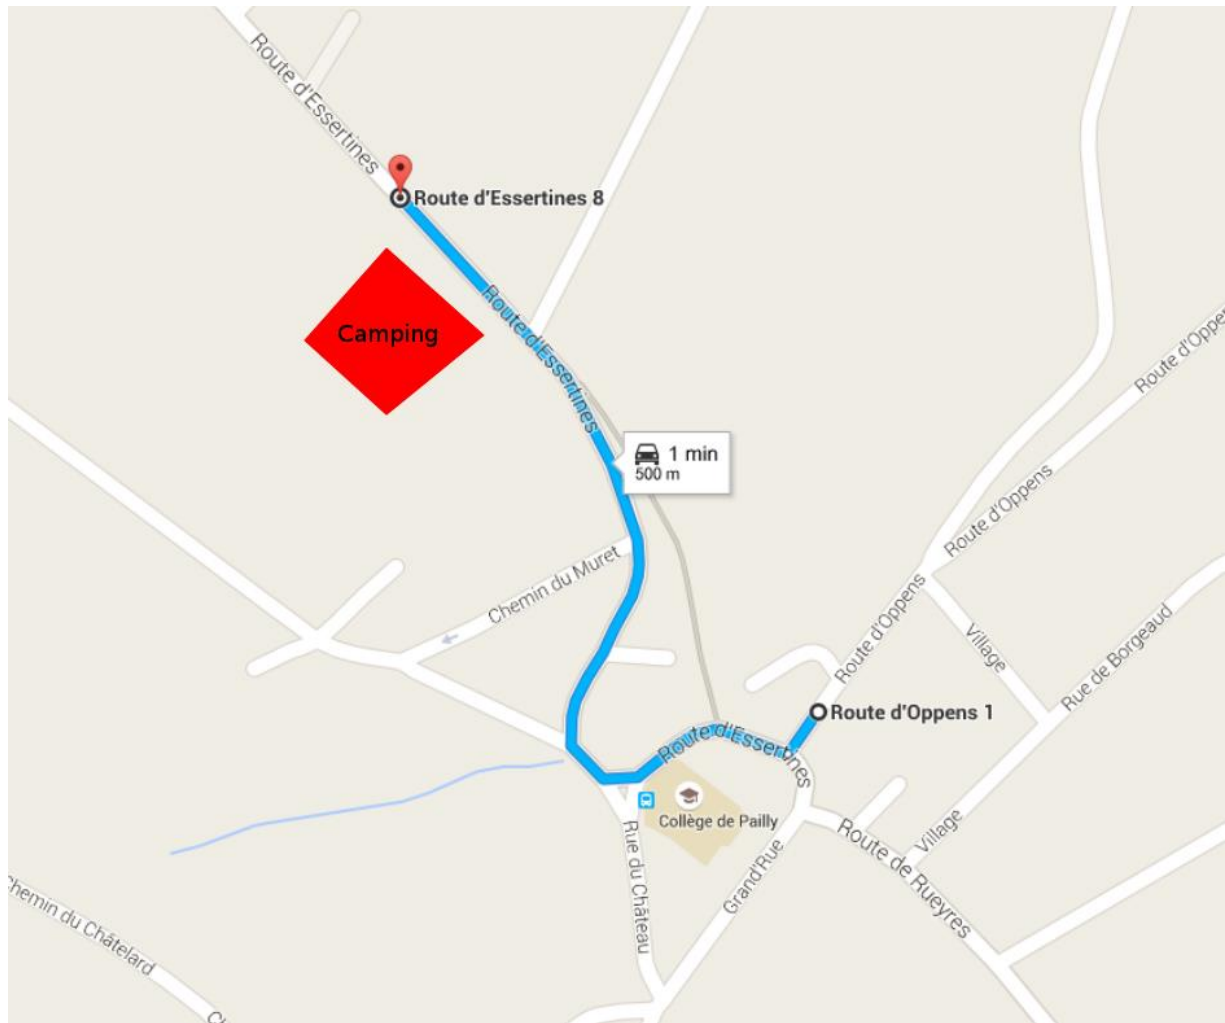 Route d'Essertines
Route d'Essertines 8
Route d'Oppen
Camping
Route d'Essertines
1 min
500 m
Route d'Oppens
Chemin du Muret
Route d'Oppens
Village
Rue de Borgeaud
Route d'Oppens 1
Route d'Essertines
Collège de Pailly
Rue du Château
Grand'Rue
Village
Route de Rueyres
Chemin du Châtelard
Ch